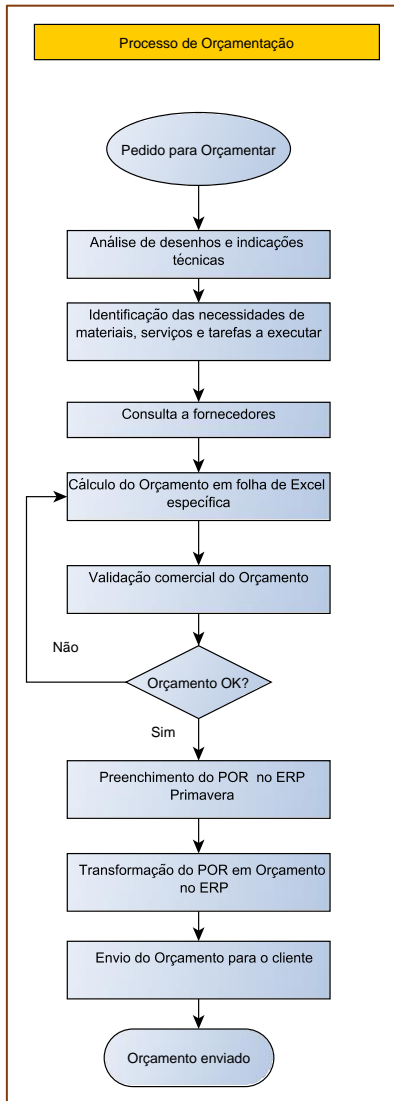 Processo de Orçamentação
Pedido para Orçamentar
Análise de desenhos e indicações
técnicas
Identificação das necessidades de
materiais, serviços e tarefas a executar
Consulta a fornecedores
Cálculo do Orçamento em folha de Excel
específica
Validação comercial do Orçamento
Não
Orçamento OK?
Sim
Preenchimento do POR no ERP
Primavera
Transformação do POR em Orçamento
no ERP
Envio do Orçamento para o cliente
Orçamento enviado